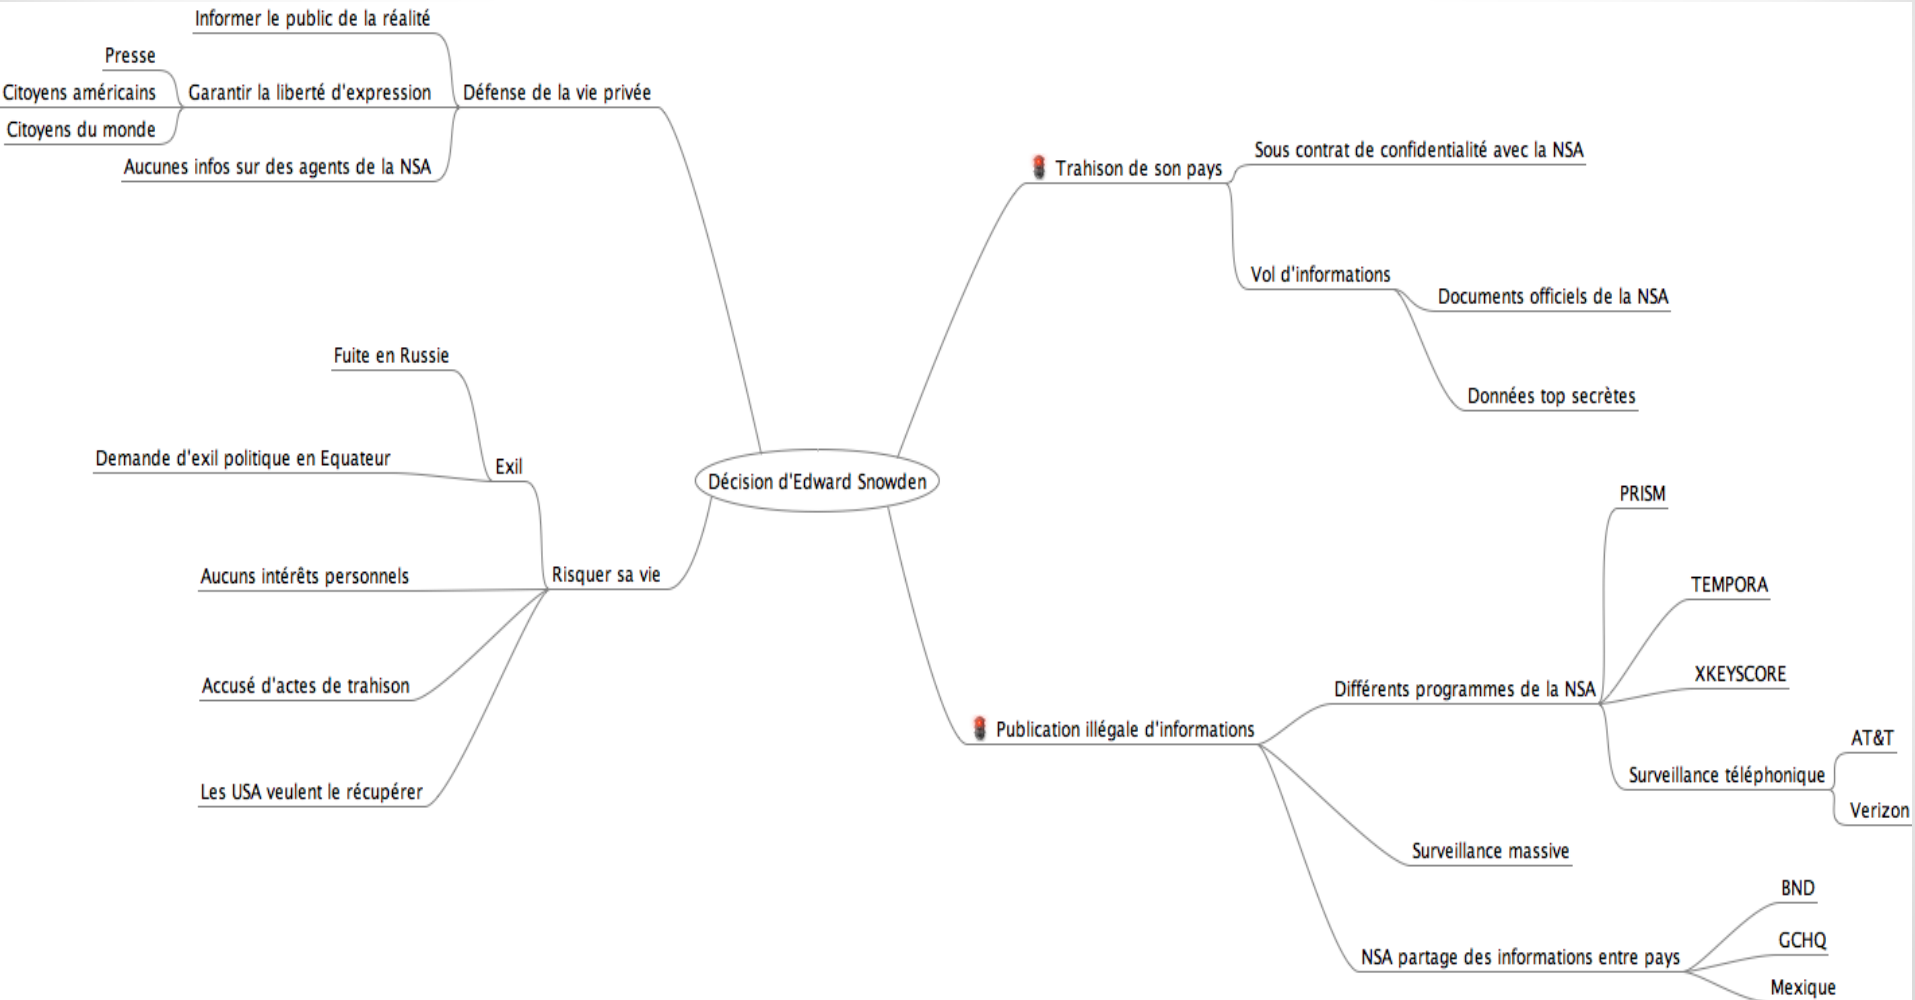 Informer le public de la réalité
Presse
Citoyens américains
Garantir la liberté d'expression
Défense de la vie privée
Citoyens du monde
Aucunes infos sur des agents de la NSA
Fuite en Russie
Demande d'exil politique en Equateur
Exil
Aucuns intérêts personnels
Risquer sa vie
Accusé d'actes de trahison
Les USA veulent le récupérer
Décision d'Edward Snowden
Trahison de son pays
Sous contrat de confidentialité avec la NSA
Vol d'informations
Documents officiels de la NSA
Données top secrètes
Publication illégale d'informations
Différents programmes de la NSA
PRISM
TEMPORA
XKEYSCORE
Surveillance téléphonique
AT&T
Verizon
Surveillance massive
NSA partage des informations entre pays
BND
GCHQ
Mexique